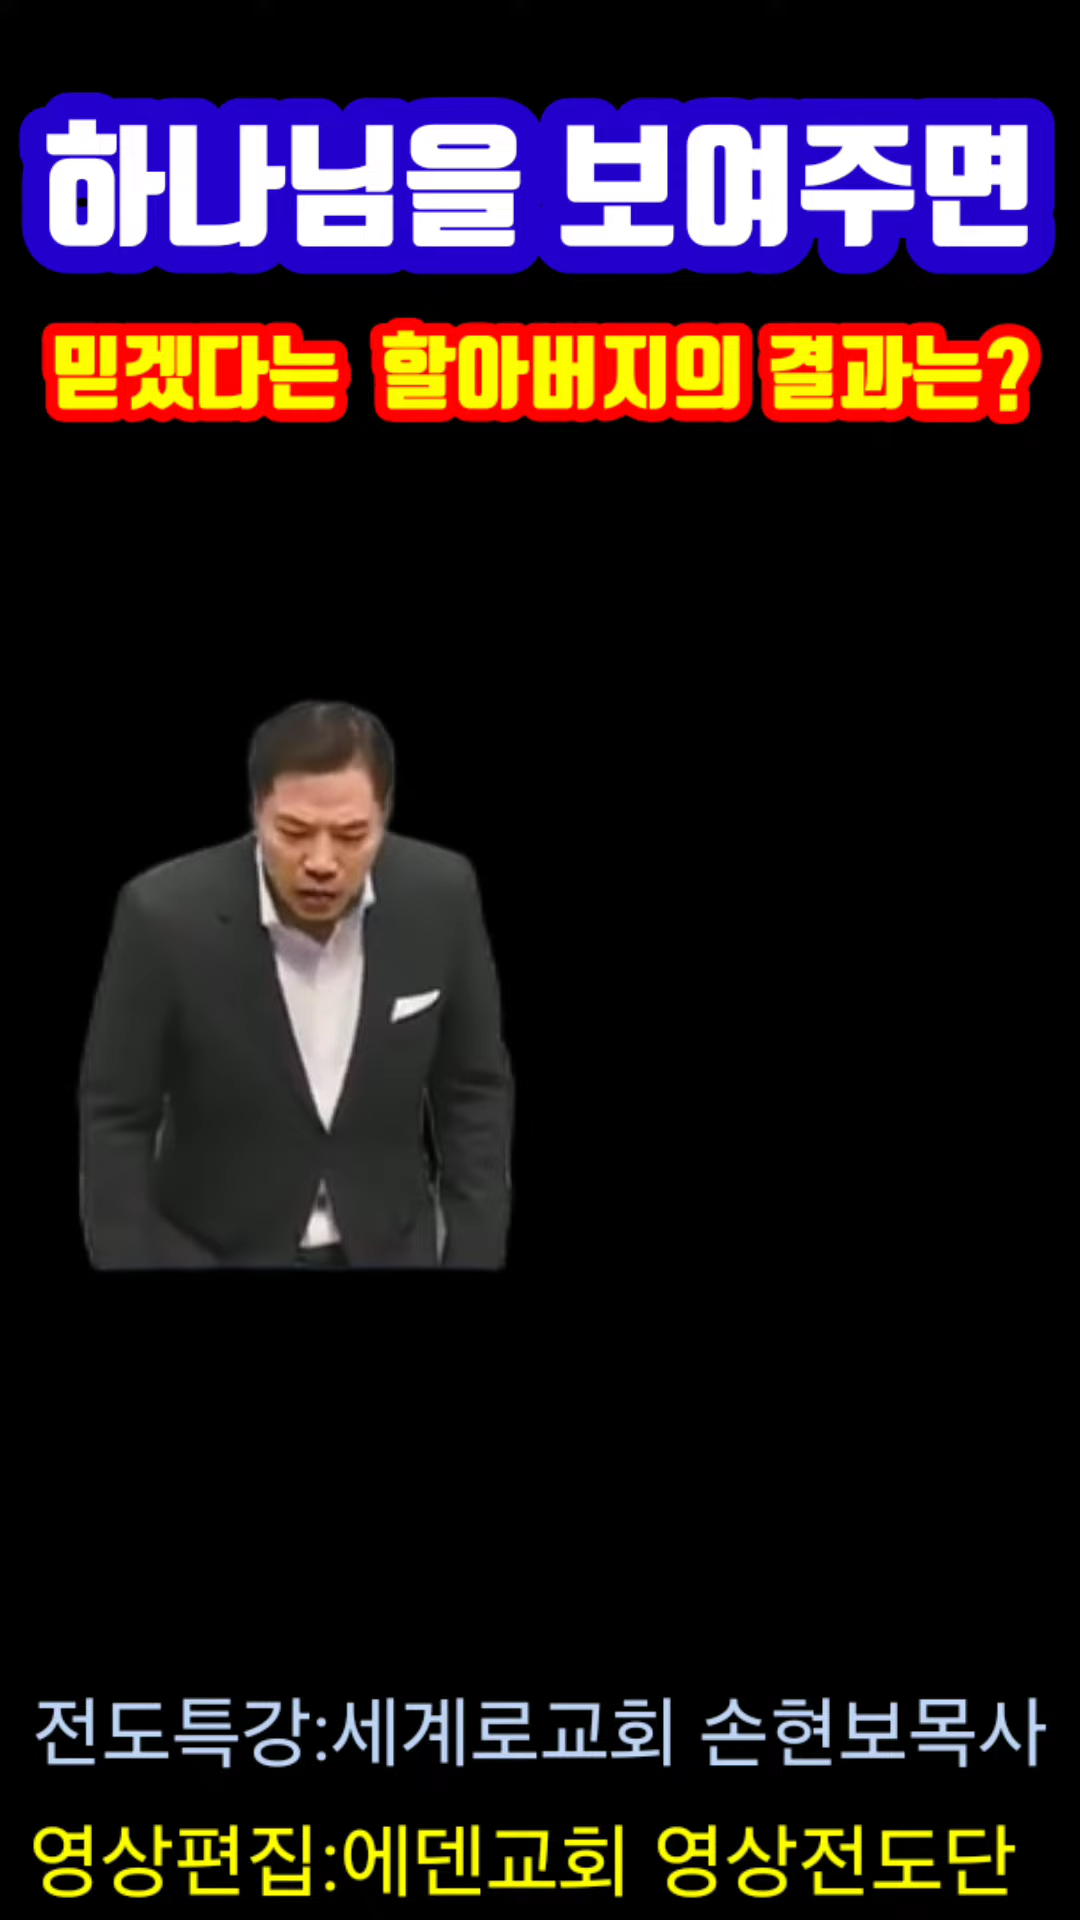 하나님을 보여주면
믿겠다는 할아버지의 결과는?
전도특강:세계로교회 손현보목사
영상편집:에덴교회 영상전도단